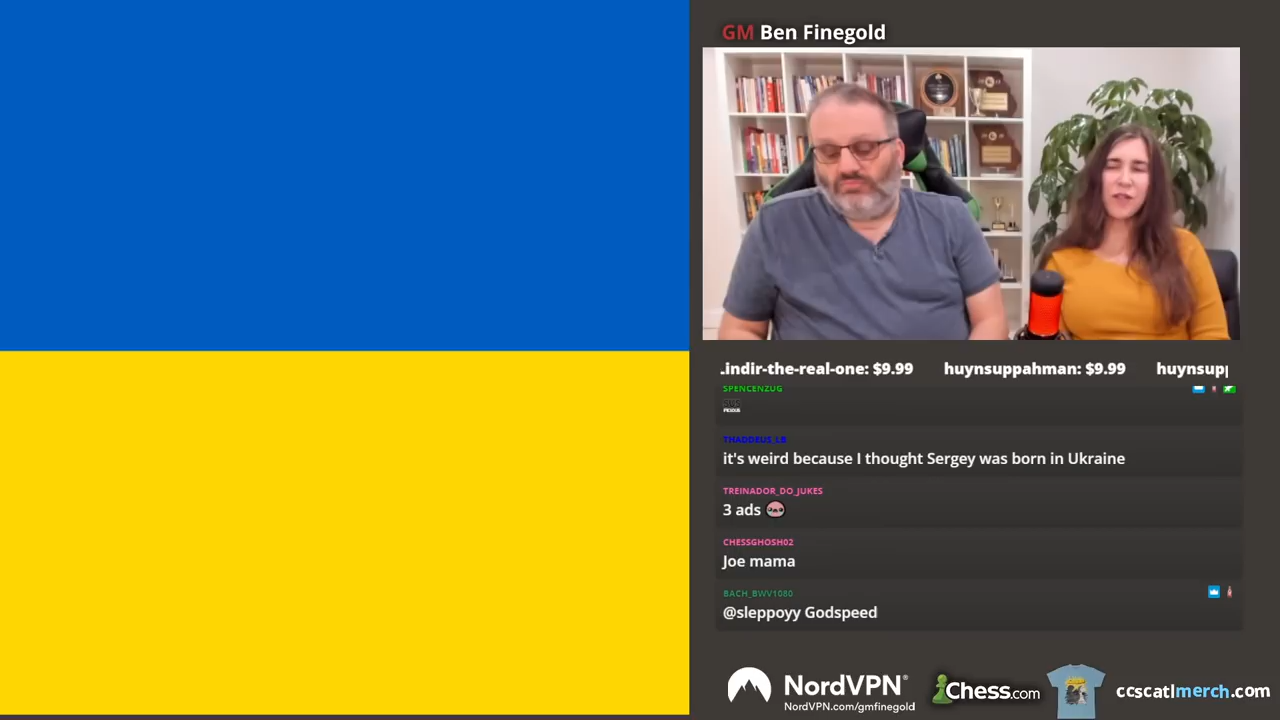 GM Ben Finegold
indir-the-real-one: $9.99 huynsuppahman: $9.99 huynsupp
SPENCENZUG
THADDEUS_LB
it's weird because I thought Sergey was born in Ukraine
TREINADOR_DO_JUKES
3 ads
CHESSGHOSH02
Joe mama
BACH_BWV1080
@sleppoyy Godspeed
NordVPN®
NordVPN.com/gmfinegold
Chess.com
ccscatlmerch.com